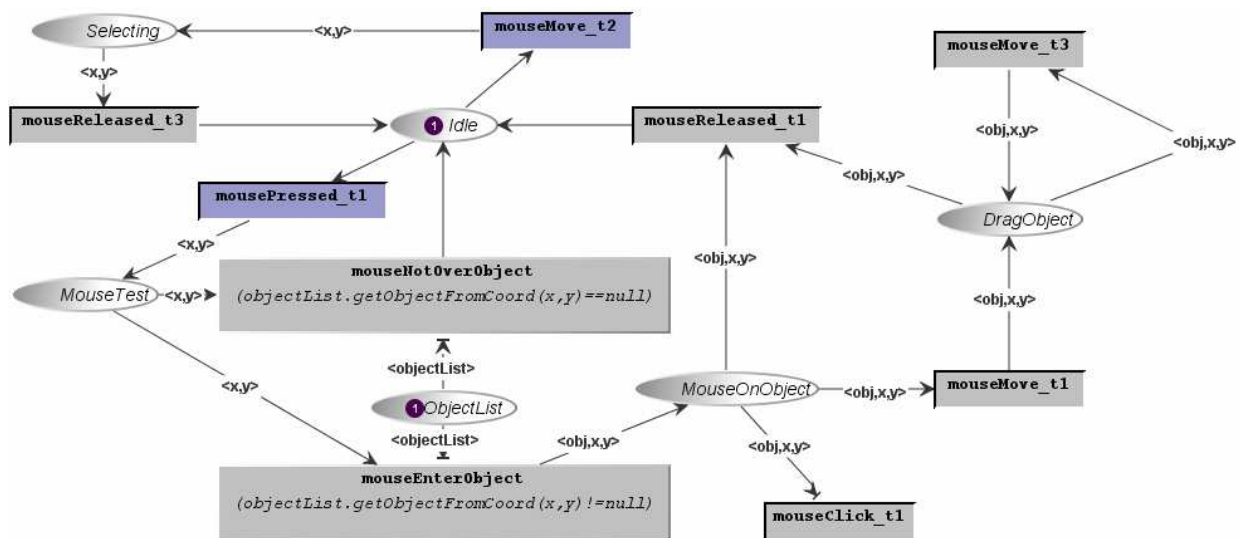 Selecting
<x,y>
mouseMove_t2
mouseMove_t3
<x,y>
mouseReleased_t3
1 Idle
mouseReleased_t1
<obj,x,y>
<obj,x,y>
<obj,x,y>
mousePressed_t1
DragObject
<x,y>
<obj,x,y>
mouseNotOverObject
(objectList.getObjectFromCoord(x,y)==null)
MouseTest
<x,y>
<obj,x,y>
<x,y>
<objectList>
MouseOnObject
<obj,x,y>
mouseMove_t1
1 ObjectList
<objectList>
<obj,x,y>
<obj,x,y>
mouseEnterObject
(objectList.getObjectFromCoord(x,y)!=null)
mouseClick_t1